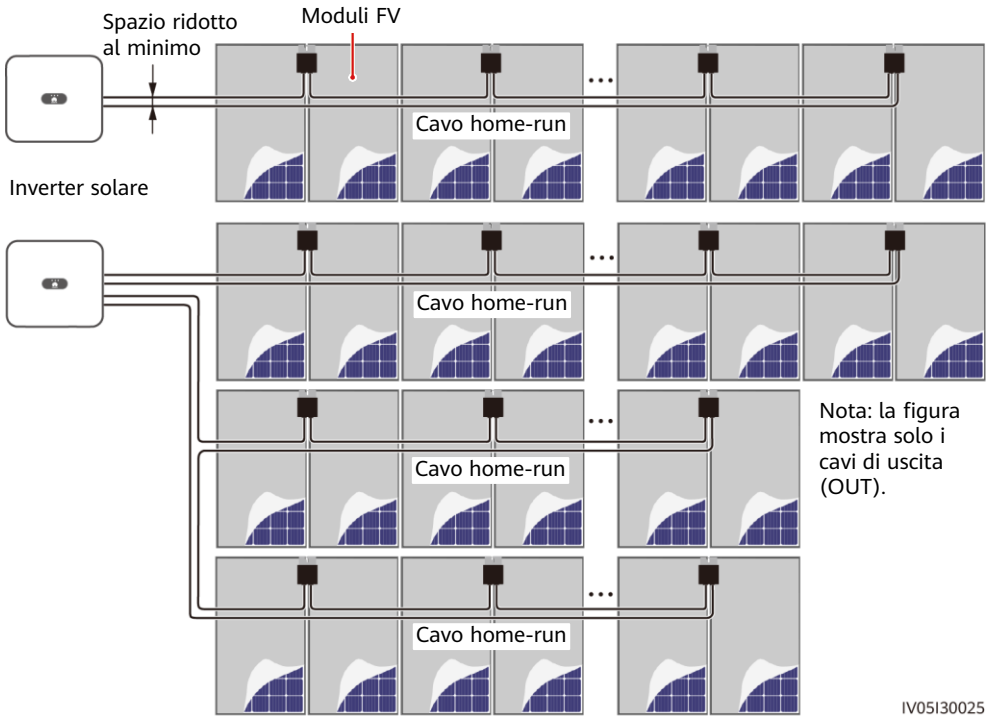 Spazio ridotto
al minimo
Moduli FV
Cavo home-run
Inverter solare
Cavo home-run
Nota: la figura
mostra solo i
cavi di uscita
(OUT).
Cavo home-run
Cavo home-run
IV05I30025